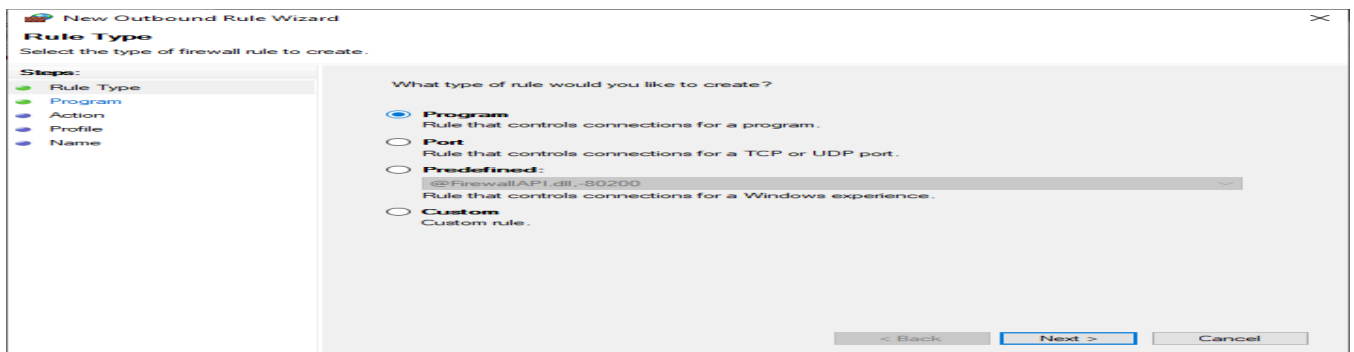 New Outbound Rule Wizard
Rule Type
Select the type of firewall rule to create.
Steps:
Rule Type
Program
Action
Profile
Name
What type of rule would you like to create?
Program
Rule that controls connections for a program.
Port
Rule that controls connections for a TCP or UDP port.
Predefined:
@FirewallAPI.dll,-80200
Rule that controls connections for a Windows experience.
Custom
Custom rule.
< Back Next > Cancel